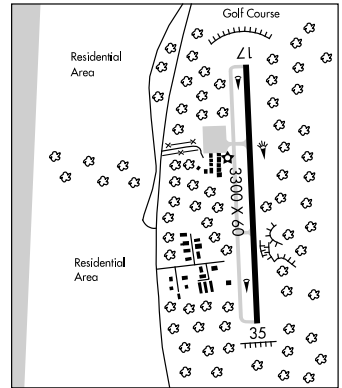 Golf Course
Residential
Area
17
3300 X 60
Residential
Area
35